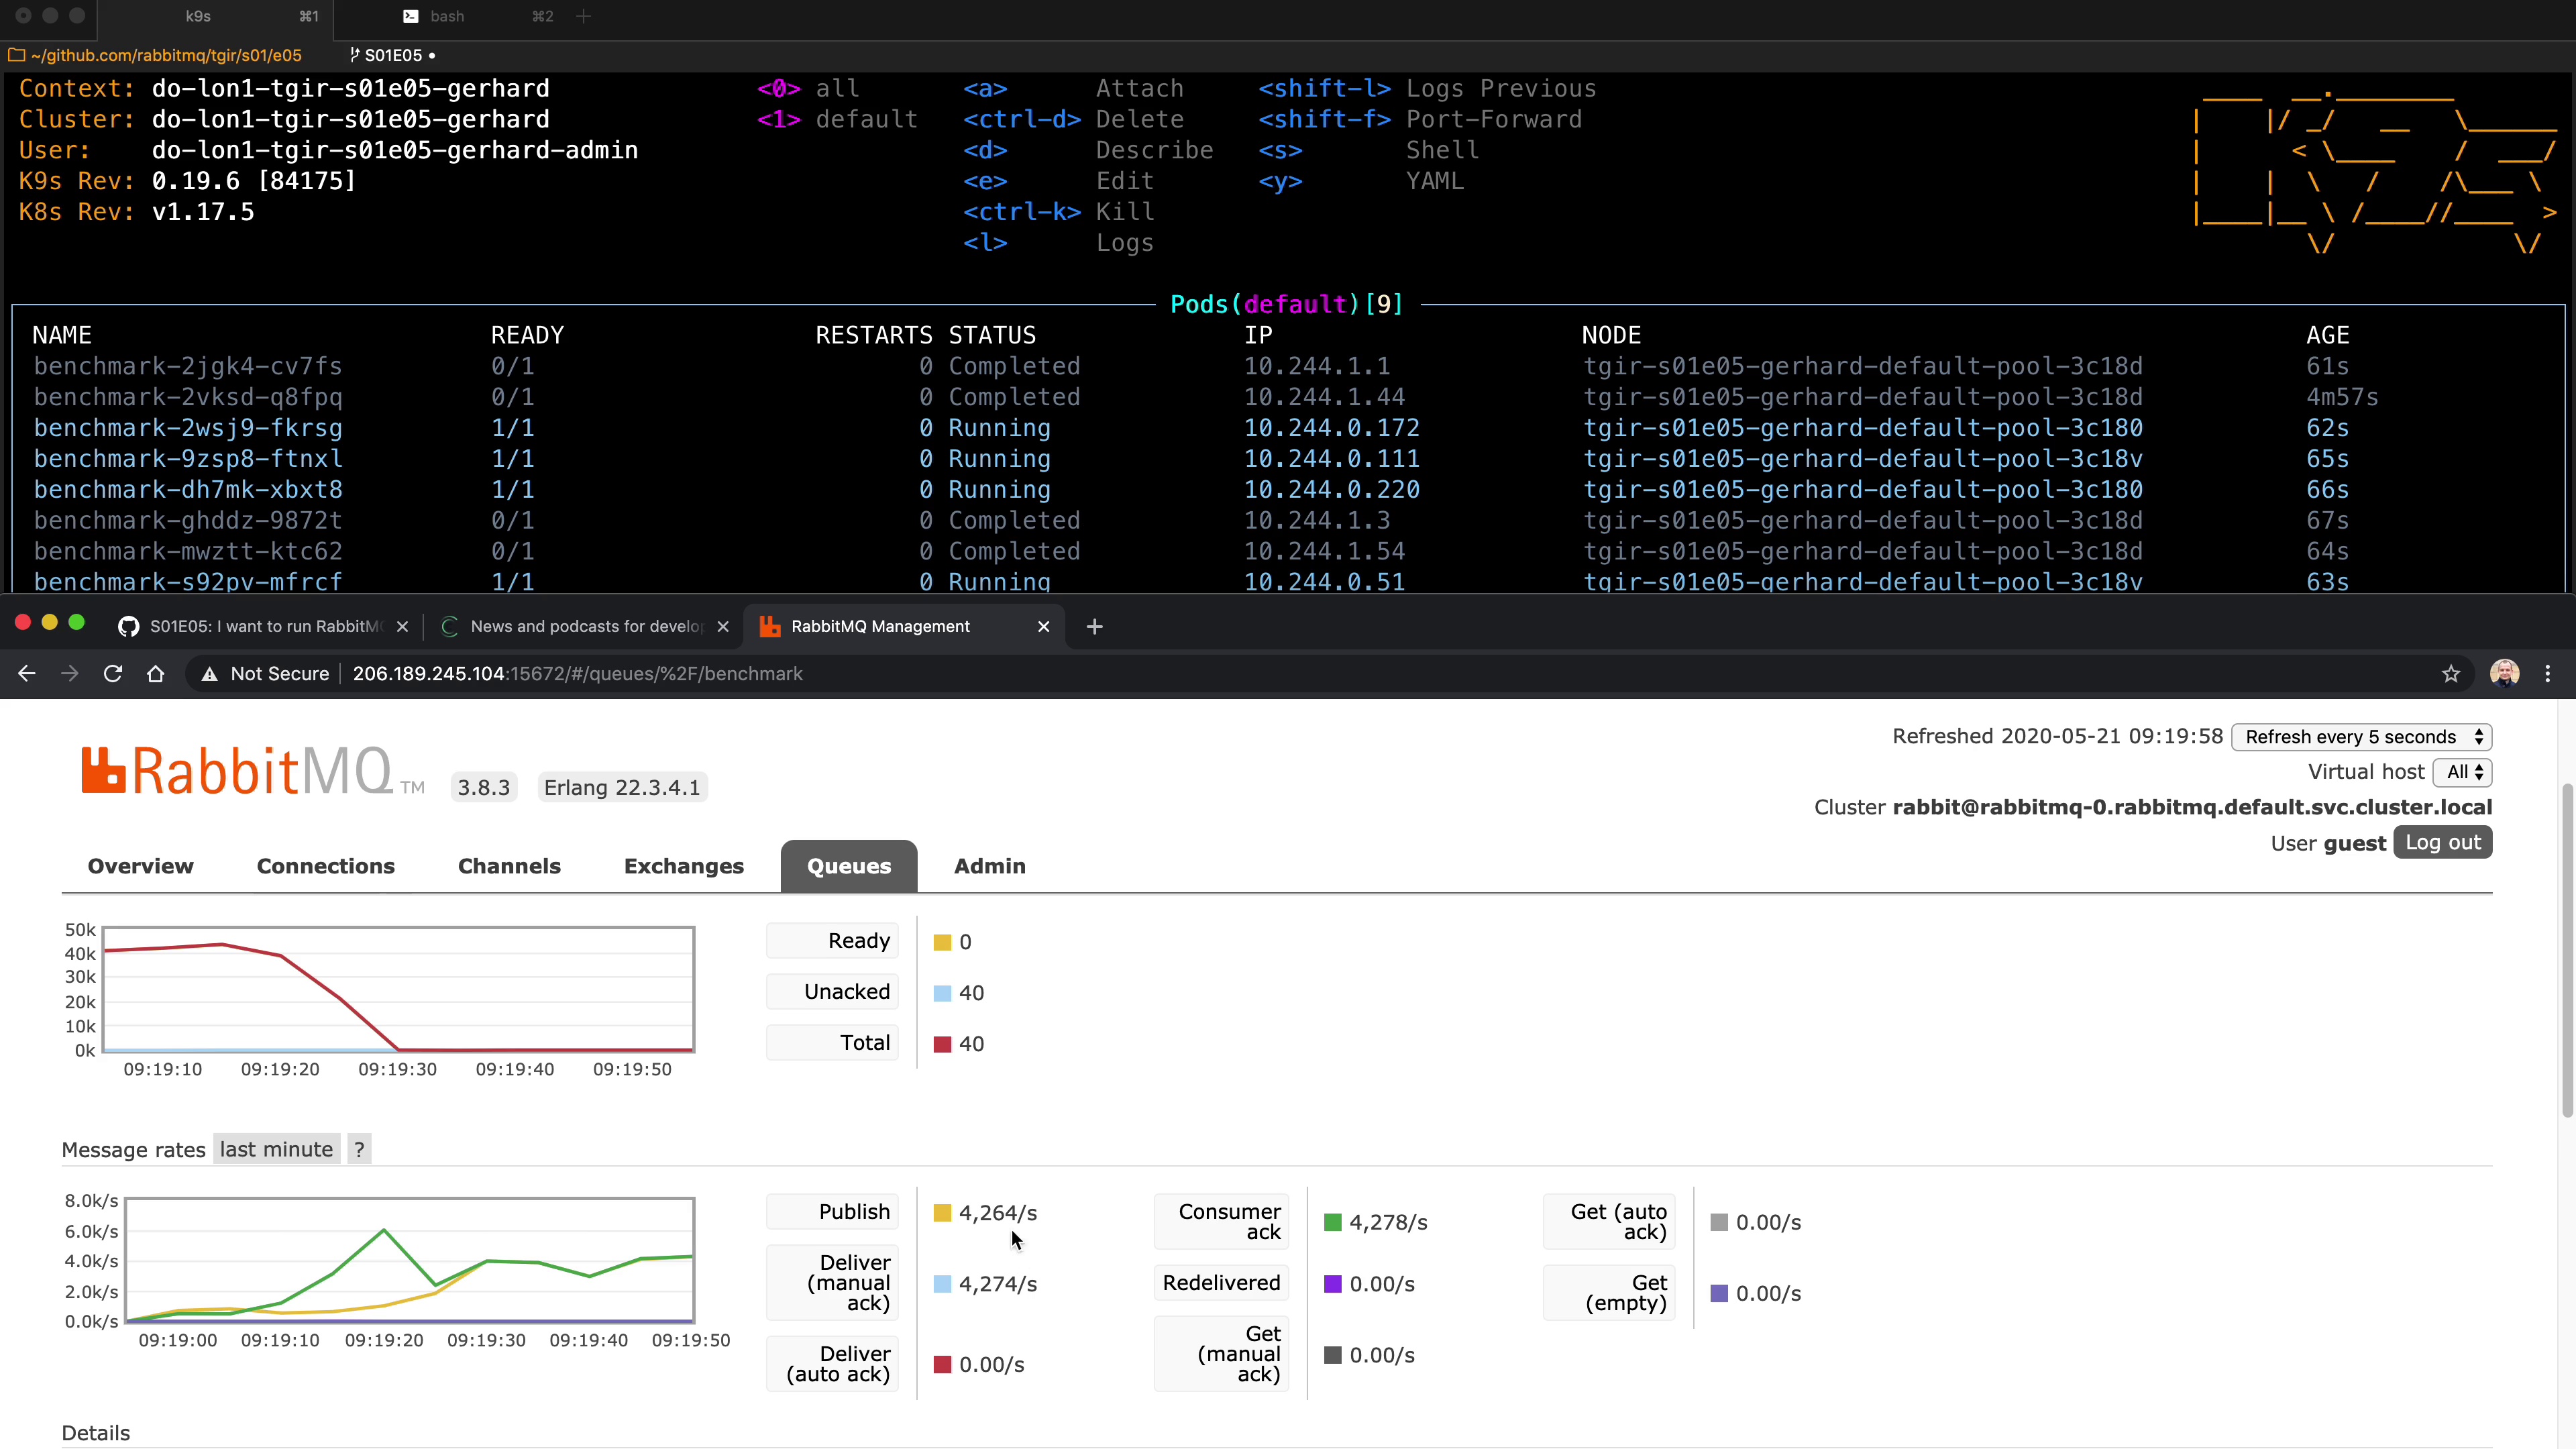 k9s ⌘1 bash ⌘2
~/github.com/rabbitmq/tgir/s01/e05 S01E05 •
Context: do-lon1-tgir-s01e05-gerhard <0> all <a> Attach <shift-l> Logs Previous
Cluster: do-lon1-tgir-s01e05-gerhard <1> default <ctrl-d> Delete <shift-f> Port-Forward
User: do-lon1-tgir-s01e05-gerhard-admin <d> Describe <s> Shell
K9s Rev: 0.19.6 [84175] <e> Edit <y> YAML
K8s Rev: v1.17.5 <ctrl-k> Kill
<l> Logs
Pods(default)[9]
NAME READY RESTARTS STATUS IP NODE AGE
benchmark-2jgk4-cv7fs 0/1 0 Completed 10.244.1.1 tgir-s01e05-gerhard-default-pool-3c18d 61s
benchmark-2vksd-q8fpq 0/1 0 Completed 10.244.1.44 tgir-s01e05-gerhard-default-pool-3c18d 4m57s
benchmark-2wsj9-fkrsg 1/1 0 Running 10.244.0.172 tgir-s01e05-gerhard-default-pool-3c180 62s
benchmark-9zsp8-ftnxl 1/1 0 Running 10.244.0.111 tgir-s01e05-gerhard-default-pool-3c18v 65s
benchmark-dh7mk-xbxt8 1/1 0 Running 10.244.0.220 tgir-s01e05-gerhard-default-pool-3c180 66s
benchmark-ghddz-9872t 0/1 0 Completed 10.244.1.3 tgir-s01e05-gerhard-default-pool-3c18d 67s
benchmark-mwztt-ktc62 0/1 0 Completed 10.244.1.54 tgir-s01e05-gerhard-default-pool-3c18d 64s
benchmark-s92pv-mfrcf 1/1 0 Running 10.244.0.51 tgir-s01e05-gerhard-default-pool-3c18v 63s
S01E05: I want to run RabbitM News and podcasts for develo RabbitMQ Management
Not Secure 206.189.245.104:15672/#/queues/%2F/benchmark
Refreshed 2020-05-21 09:19:58 Refresh every 5 seconds
RabbitMQ TM 3.8.3 Erlang 22.3.4.1
Virtual host All
Cluster rabbit@rabbitmq-0.rabbitmq.default.svc.cluster.local
User guest Log out
Overview Connections Channels Exchanges Queues Admin
50k
40k
30k
20k
10k
0k
09:19:10 09:19:20 09:19:30 09:19:40 09:19:50
Ready 0
Unacked 40
Total 40
Message rates last minute ?
8.0k/s
6.0k/s
4.0k/s
2.0k/s
0.0k/s
09:19:00 09:19:10 09:19:20 09:19:30 09:19:40 09:19:50
Publish 4,264/s
Deliver
(manual
ack) 4,274/s
Deliver
(auto ack) 0.00/s
Consumer
ack 4,278/s
Redelivered 0.00/s
Get
(manual
ack) 0.00/s
Get (auto
ack) 0.00/s
Get
(empty) 0.00/s
Details